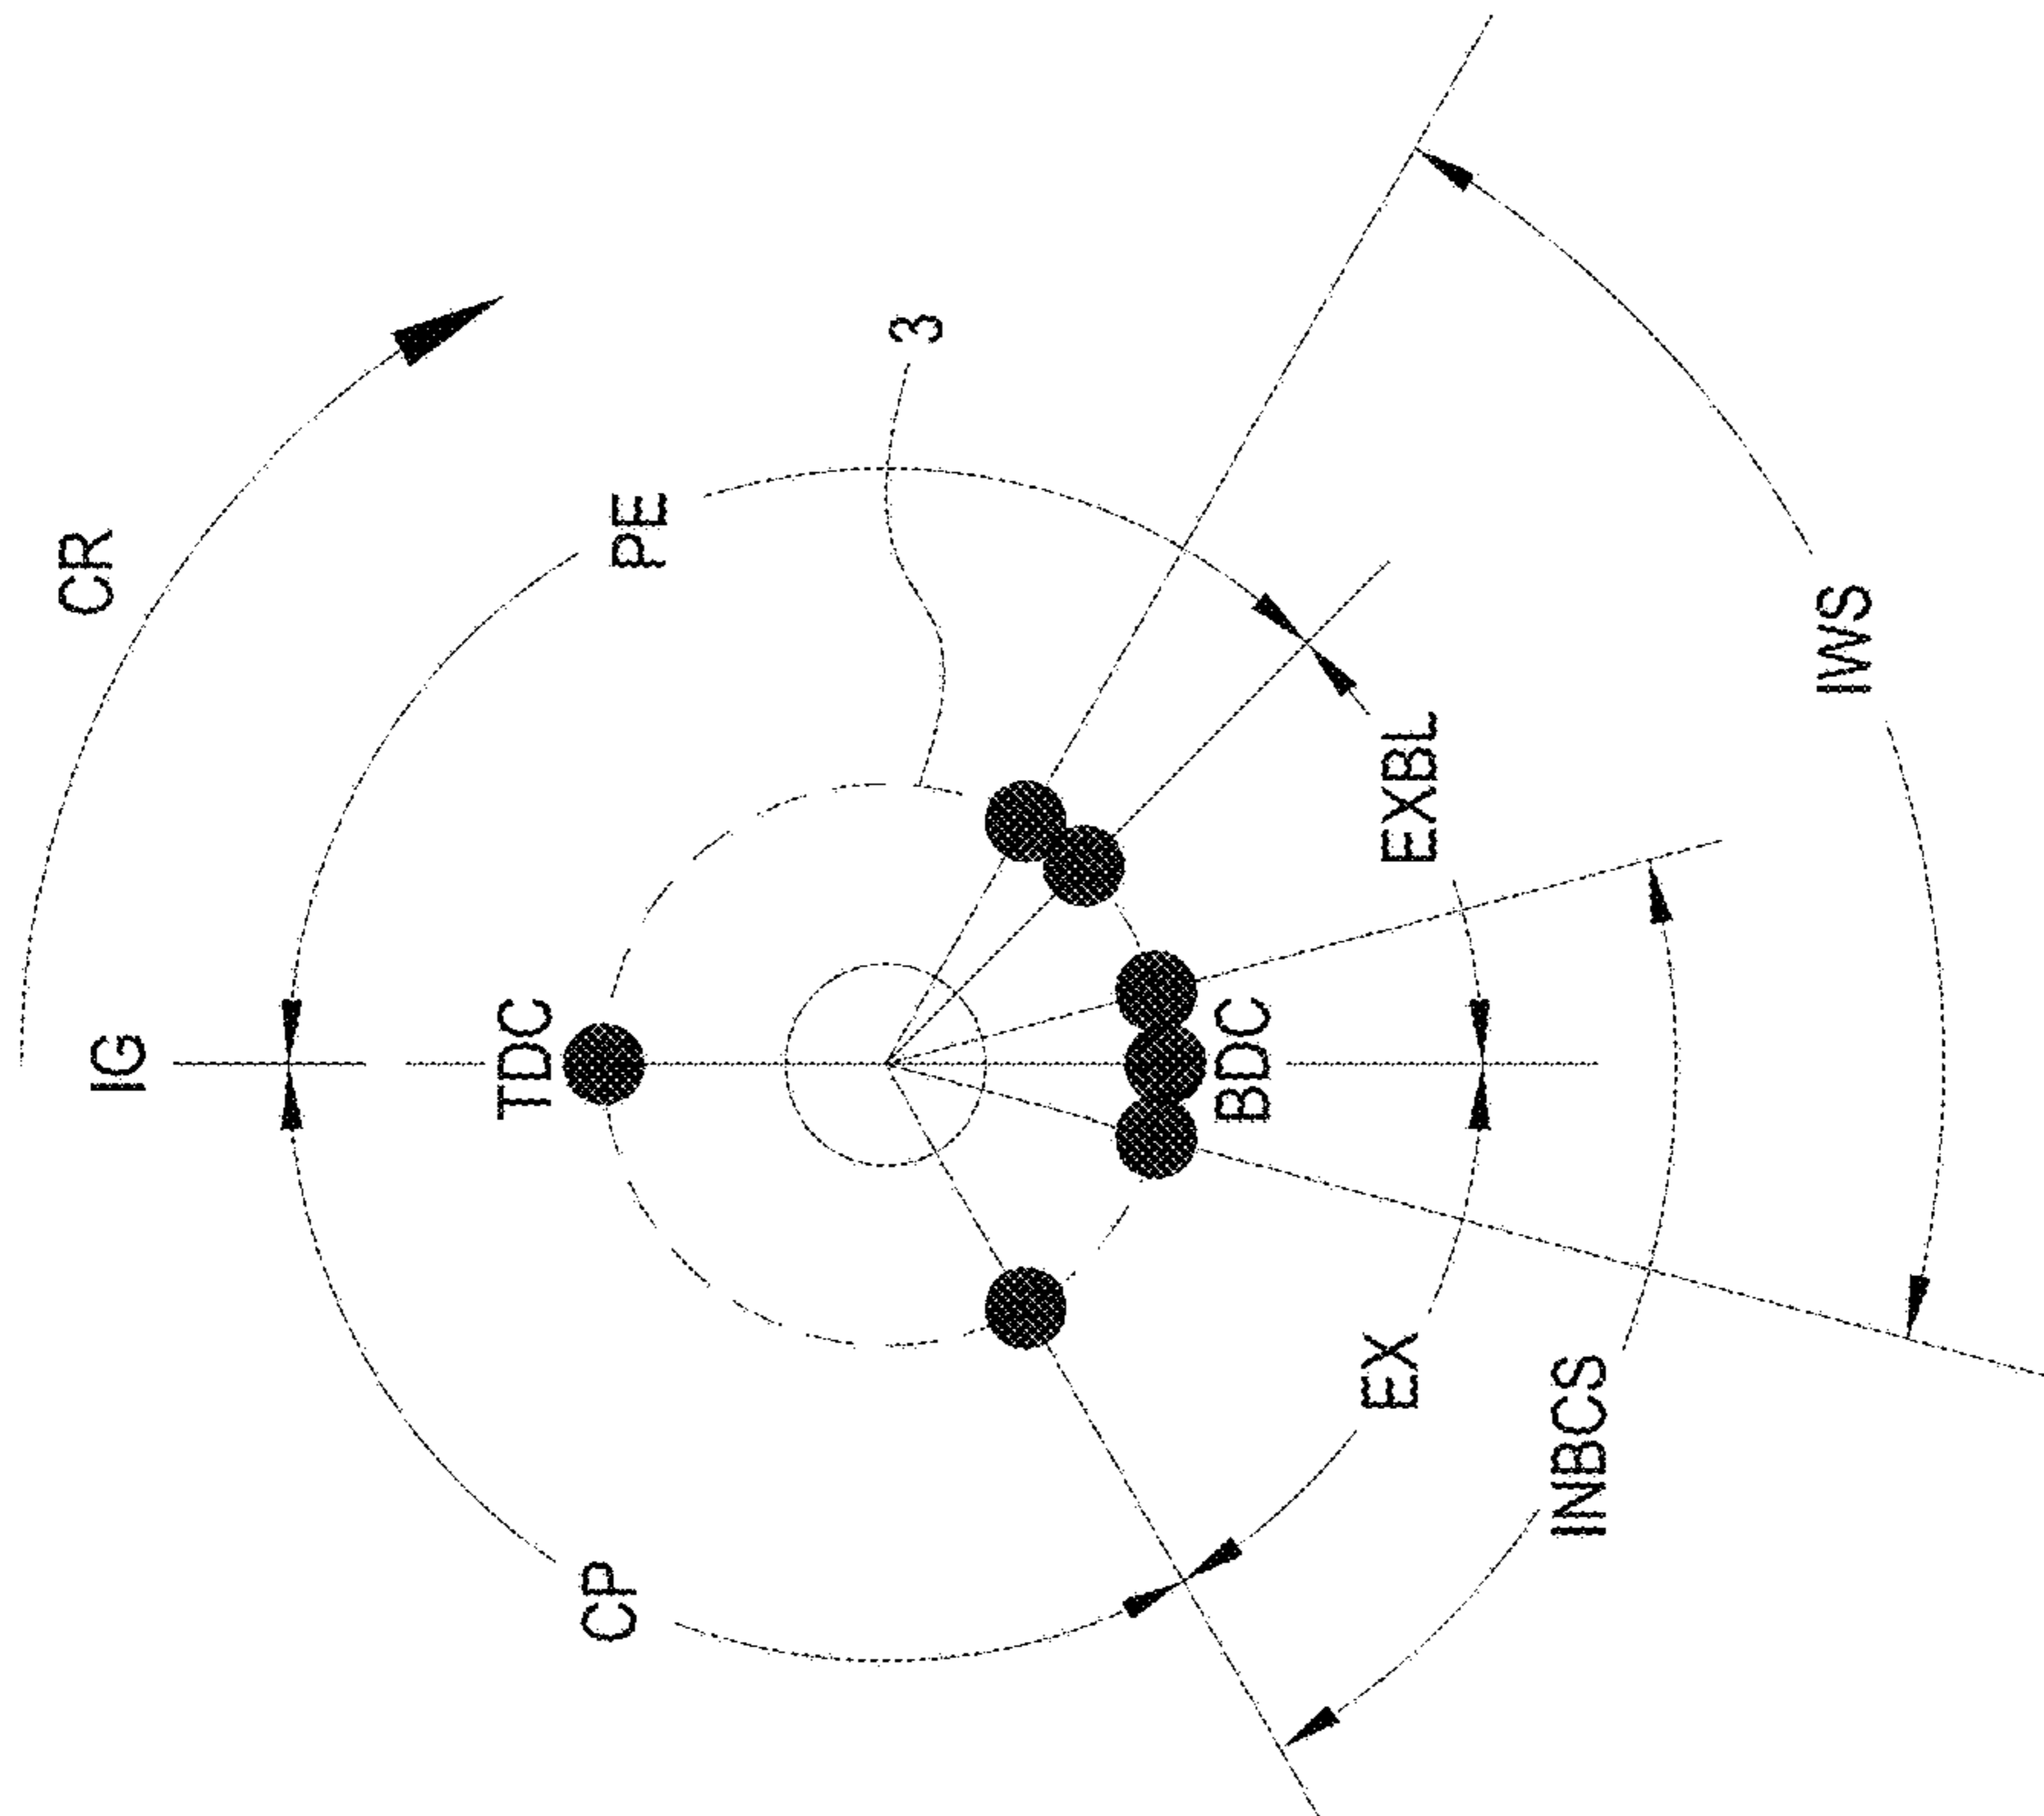 CR
IG
PE
3
TDC
BDC
EXBL
IWS
CP
EX
INBCS